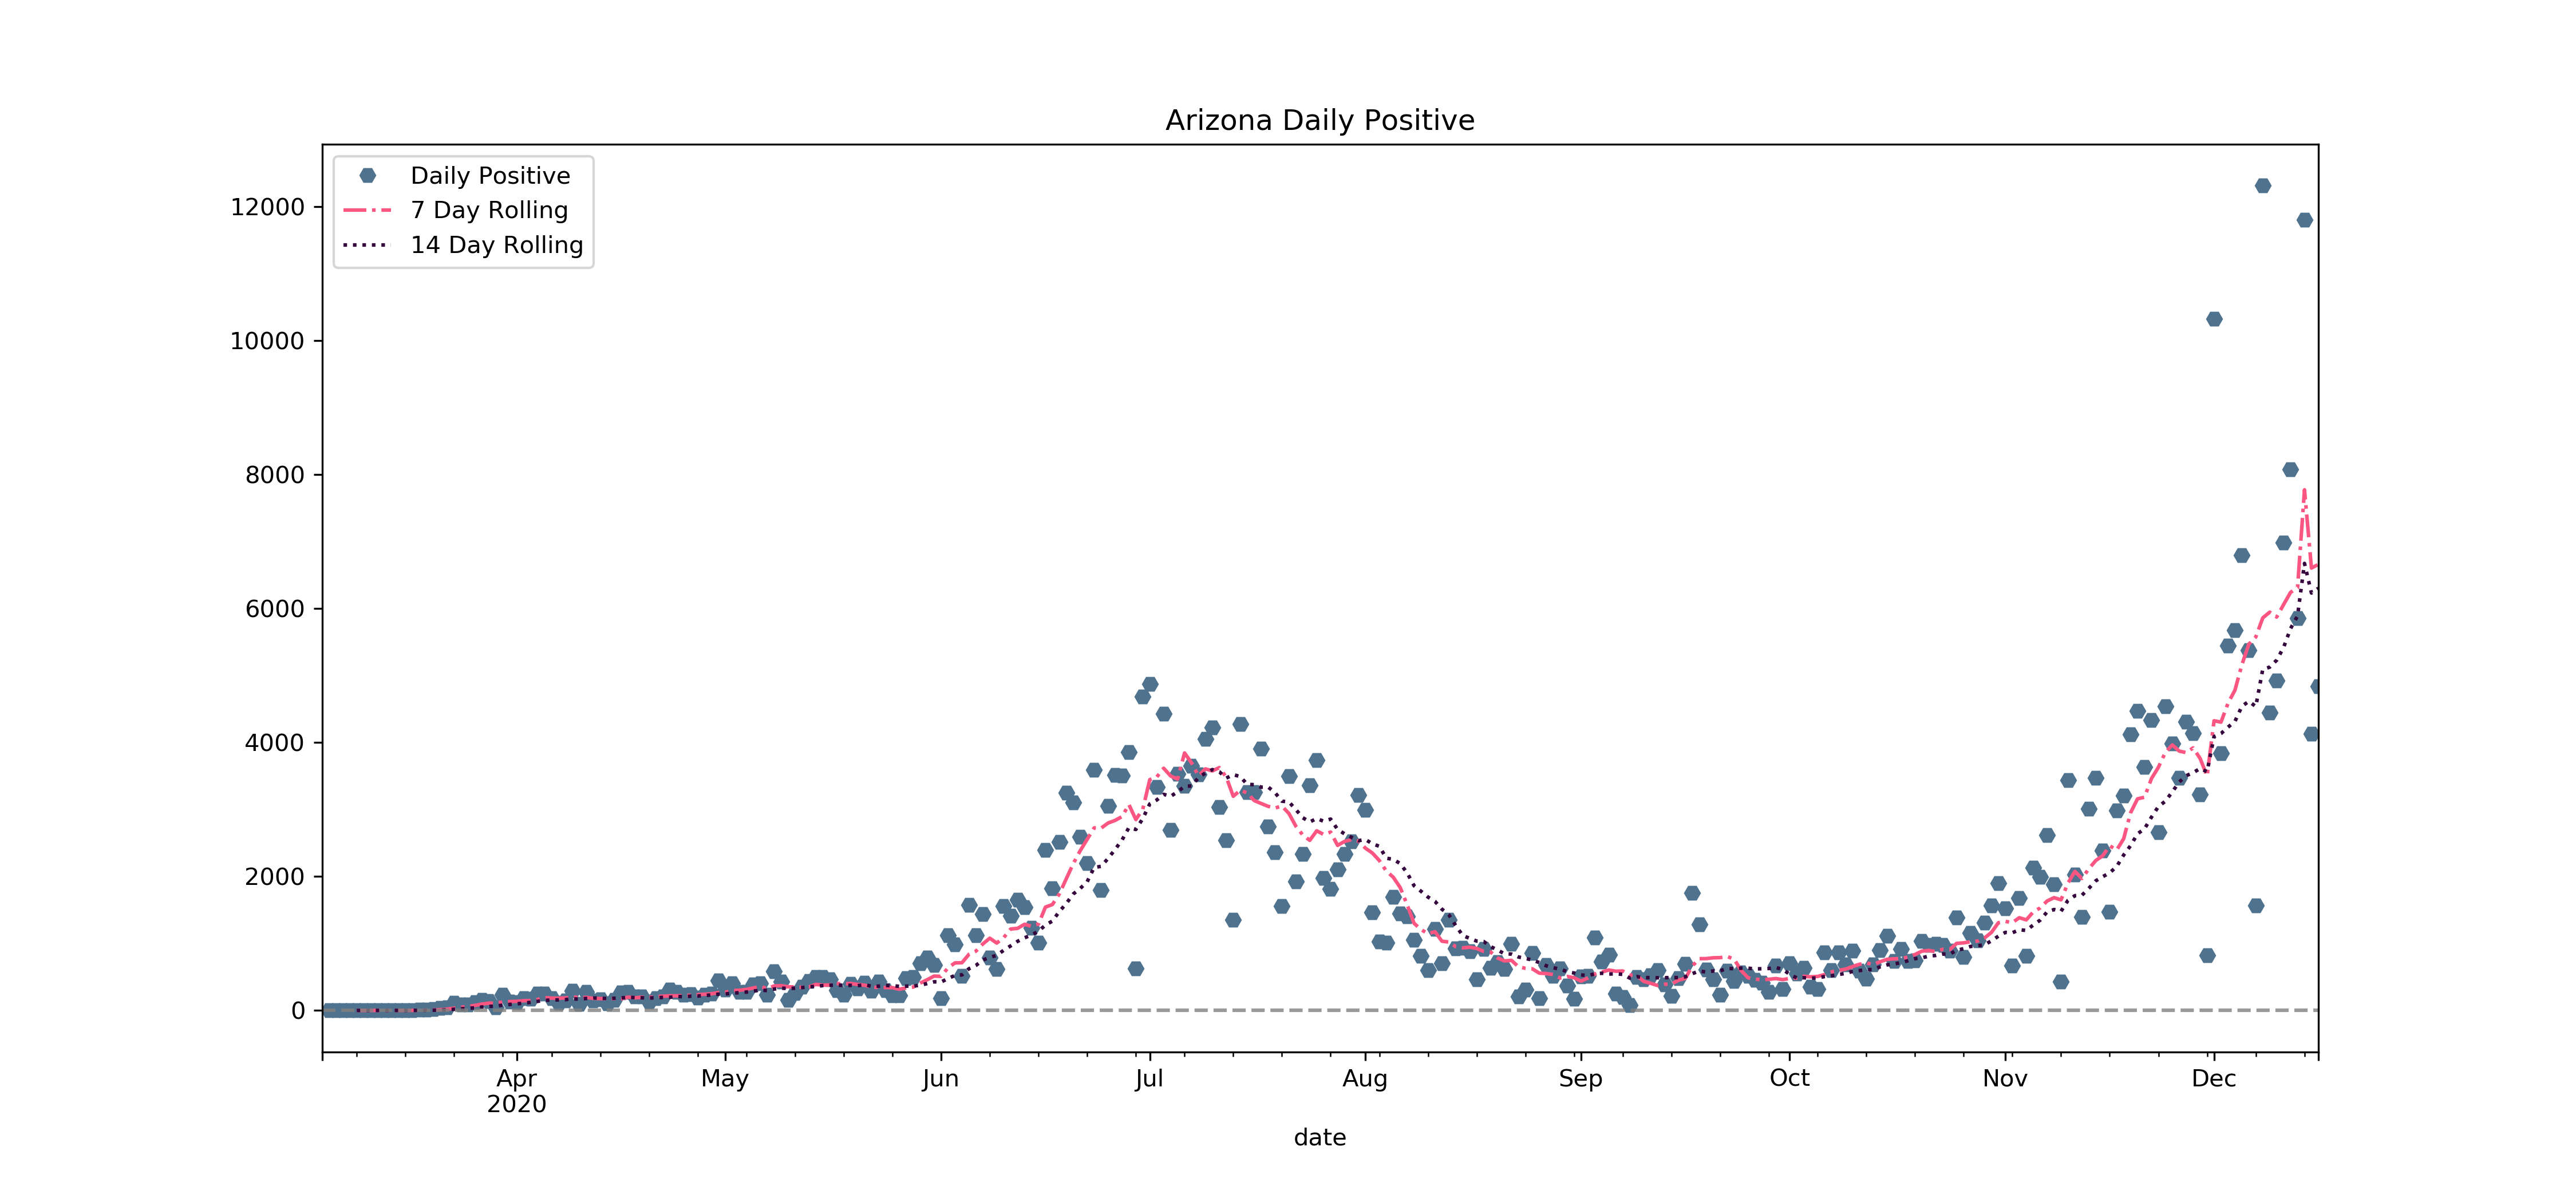 Arizona Daily Positive
Daily Positive
7 Day Rolling
14 Day Rolling
12000
10000
8000
6000
4000
2000
0
Apr May Jun Jul Aug Sep Oct Nov Dec
2020
date